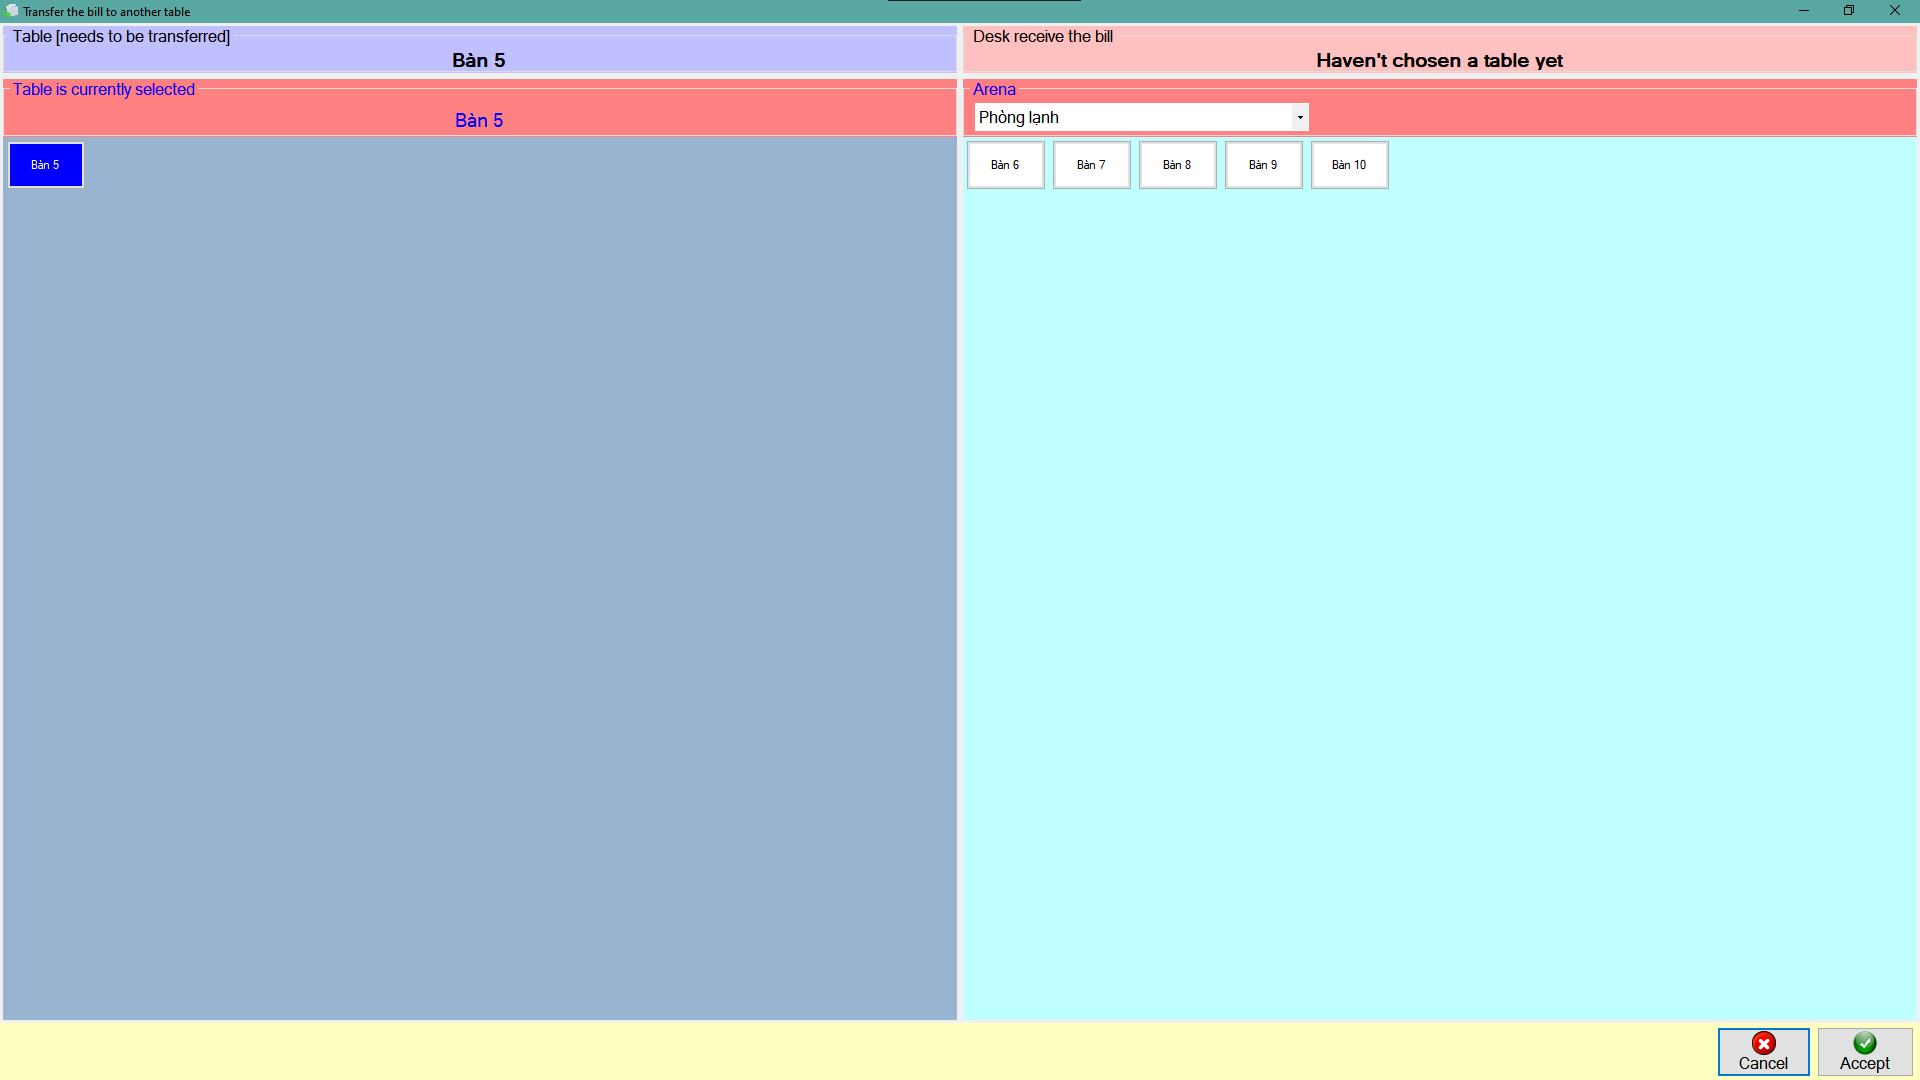 Transfer the bill to another table
Table [needs to be transferred]
Bàn 5
Desk receive the bill
Haven't chosen a table yet
Table is currently selected
Bàn 5
Arena
Phòng lạnh
Bàn 5
Bàn 6
Bàn 7
Bàn 8
Bàn 9
Bàn 10
Cancel
Accept